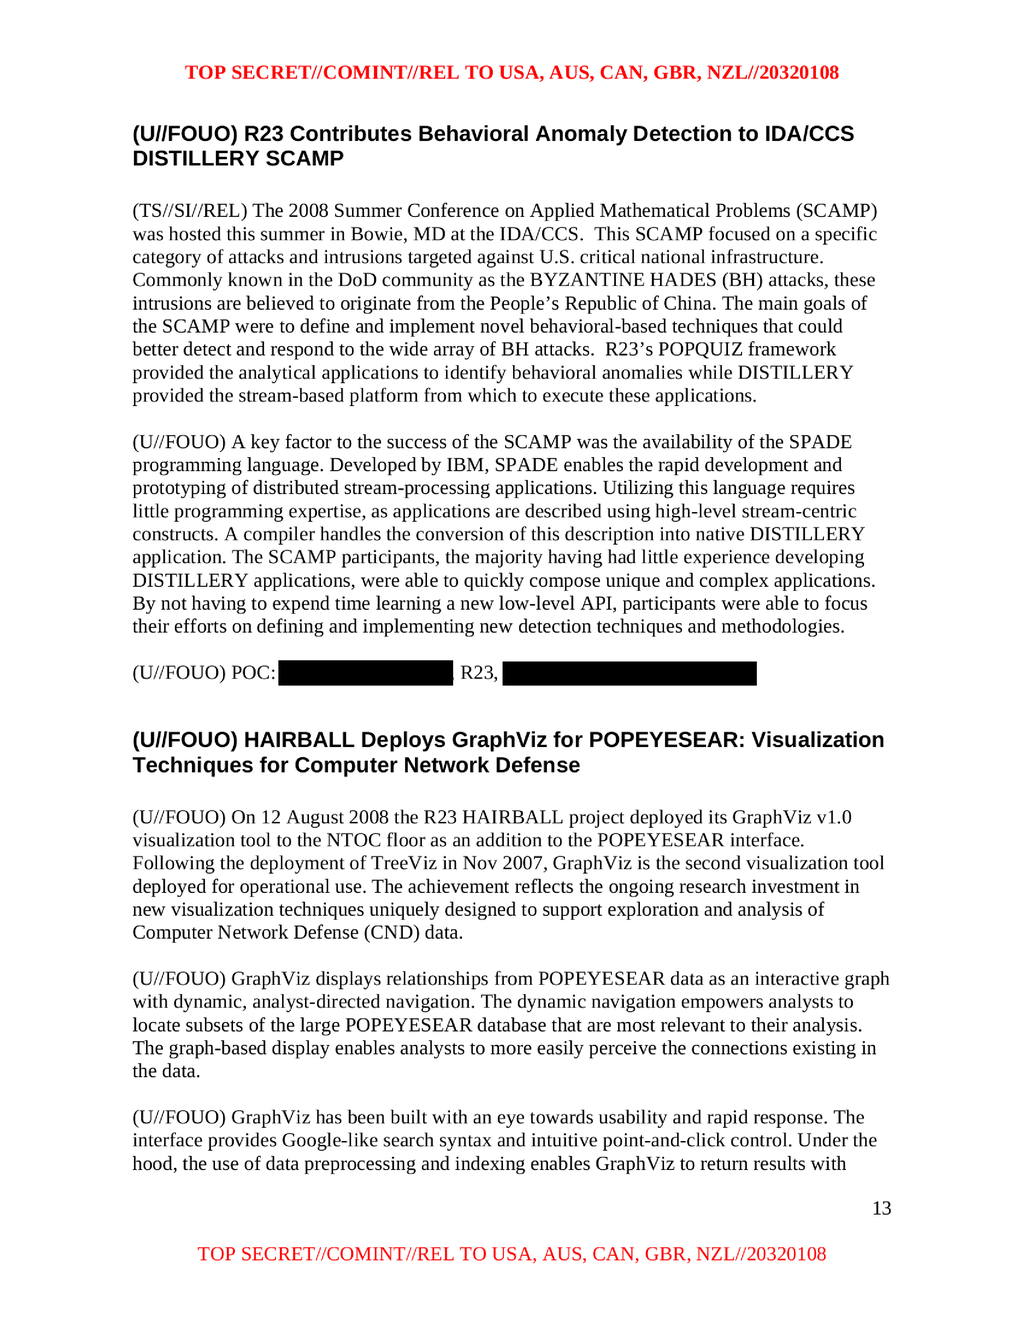 TOP SECRET//COMINT//REL TO USA, AUS, CAN, GBR, NZL//20320108
(U//FOUO) R23 Contributes Behavioral Anomaly Detection to IDA/CCS
DISTILLERY SCAMP
(TS//SI//REL) The 2008 Summer Conference on Applied Mathematical Problems (SCAMP)
was hosted this summer in Bowie, MD at the IDA/CCS.  This SCAMP focused on a specific
category of attacks and intrusions targeted against U.S. critical national infrastructure.
Commonly known in the DoD community as the BYZANTINE HADES (BH) attacks, these
intrusions are believed to originate from the People’s Republic of China. The main goals of
the SCAMP were to define and implement novel behavioral-based techniques that could
better detect and respond to the wide array of BH attacks.  R23’s POPQUIZ framework
provided the analytical applications to identify behavioral anomalies while DISTILLERY
provided the stream-based platform from which to execute these applications.
(U//FOUO) A key factor to the success of the SCAMP was the availability of the SPADE
programming language. Developed by IBM, SPADE enables the rapid development and
prototyping of distributed stream-processing applications. Utilizing this language requires
little programming expertise, as applications are described using high-level stream-centric
constructs. A compiler handles the conversion of this description into native DISTILLERY
application. The SCAMP participants, the majority having had little experience developing
DISTILLERY applications, were able to quickly compose unique and complex applications.
By not having to expend time learning a new low-level API, participants were able to focus
their efforts on defining and implementing new detection techniques and methodologies.
(U//FOUO) POC: R23,
(U//FOUO) HAIRBALL Deploys GraphViz for POPEYESEAR: Visualization
Techniques for Computer Network Defense
(U//FOUO) On 12 August 2008 the R23 HAIRBALL project deployed its GraphViz v1.0
visualization tool to the NTOC floor as an addition to the POPEYESEAR interface.
Following the deployment of TreeViz in Nov 2007, GraphViz is the second visualization tool
deployed for operational use. The achievement reflects the ongoing research investment in
new visualization techniques uniquely designed to support exploration and analysis of
Computer Network Defense (CND) data.
(U//FOUO) GraphViz displays relationships from POPEYESEAR data as an interactive graph
with dynamic, analyst-directed navigation. The dynamic navigation empowers analysts to
locate subsets of the large POPEYESEAR database that are most relevant to their analysis.
The graph-based display enables analysts to more easily perceive the connections existing in
the data.
(U//FOUO) GraphViz has been built with an eye towards usability and rapid response. The
interface provides Google-like search syntax and intuitive point-and-click control. Under the
hood, the use of data preprocessing and indexing enables GraphViz to return results with
13
TOP SECRET//COMINT//REL TO USA, AUS, CAN, GBR, NZL//20320108